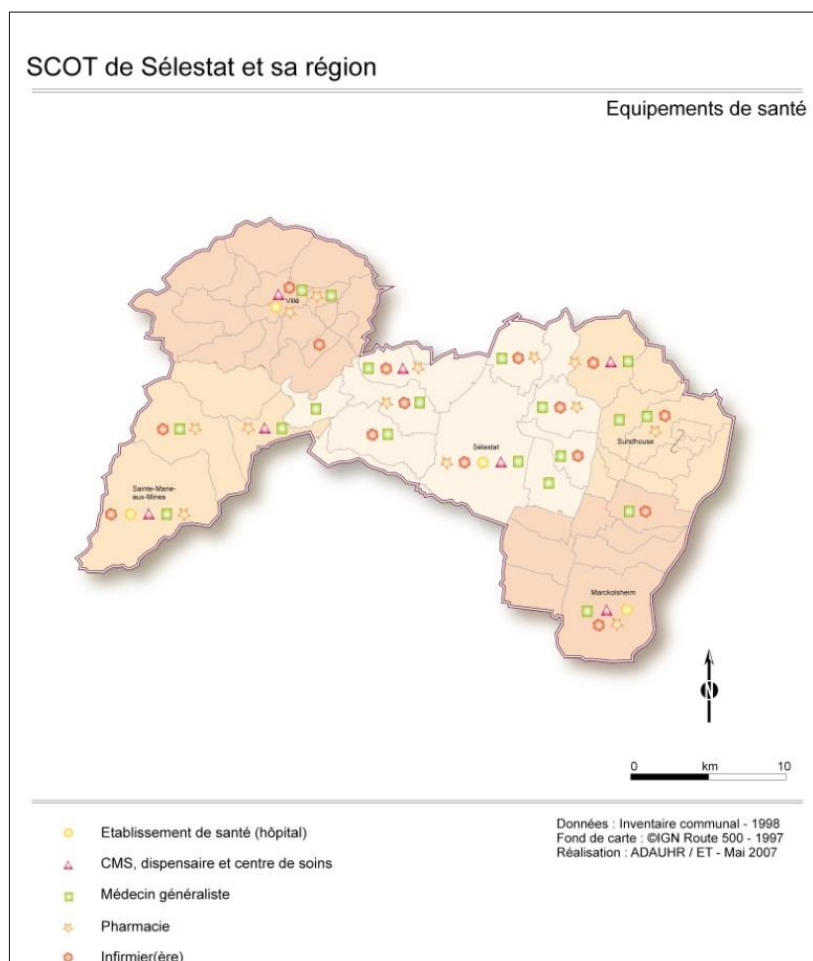 SCOT de Sélestat et sa région
Equipements de santé
Villé
Sélestat
Sundhouse
Sainte-Marie-
aux-Mines
Marckolsheim
N
0 km 10
Etablissement de santé (hôpital)
CMS, dispensaire et centre de soins
Médecin généraliste
Pharmacie
Infirmier(ère)
Données : Inventaire communal - 1998
Fond de carte : ©IGN Route 500 - 1997
Réalisation : ADAUHR / ET - Mai 2007